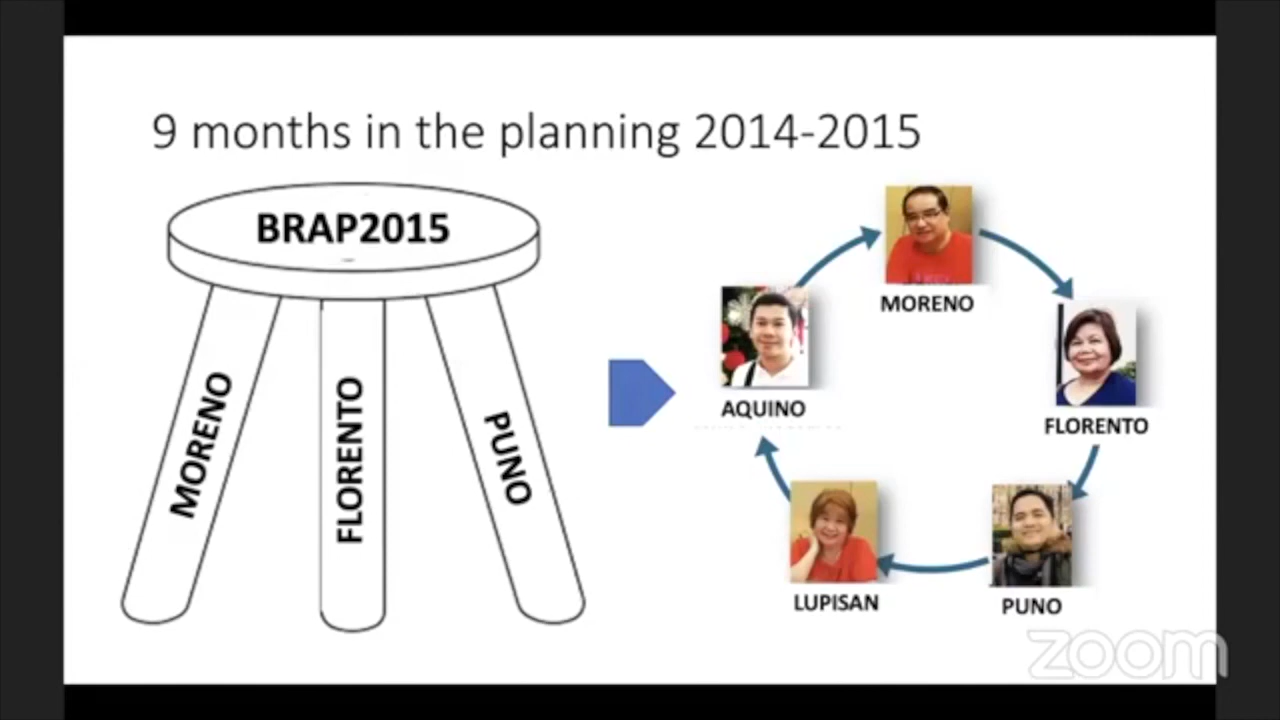 9 months in the planning 2014-2015
BRAP2015
MORENO
FLORENTO
PUNO
MORENO
AQUINO
FLORENTO
LUPISAN
PUNO
zoom